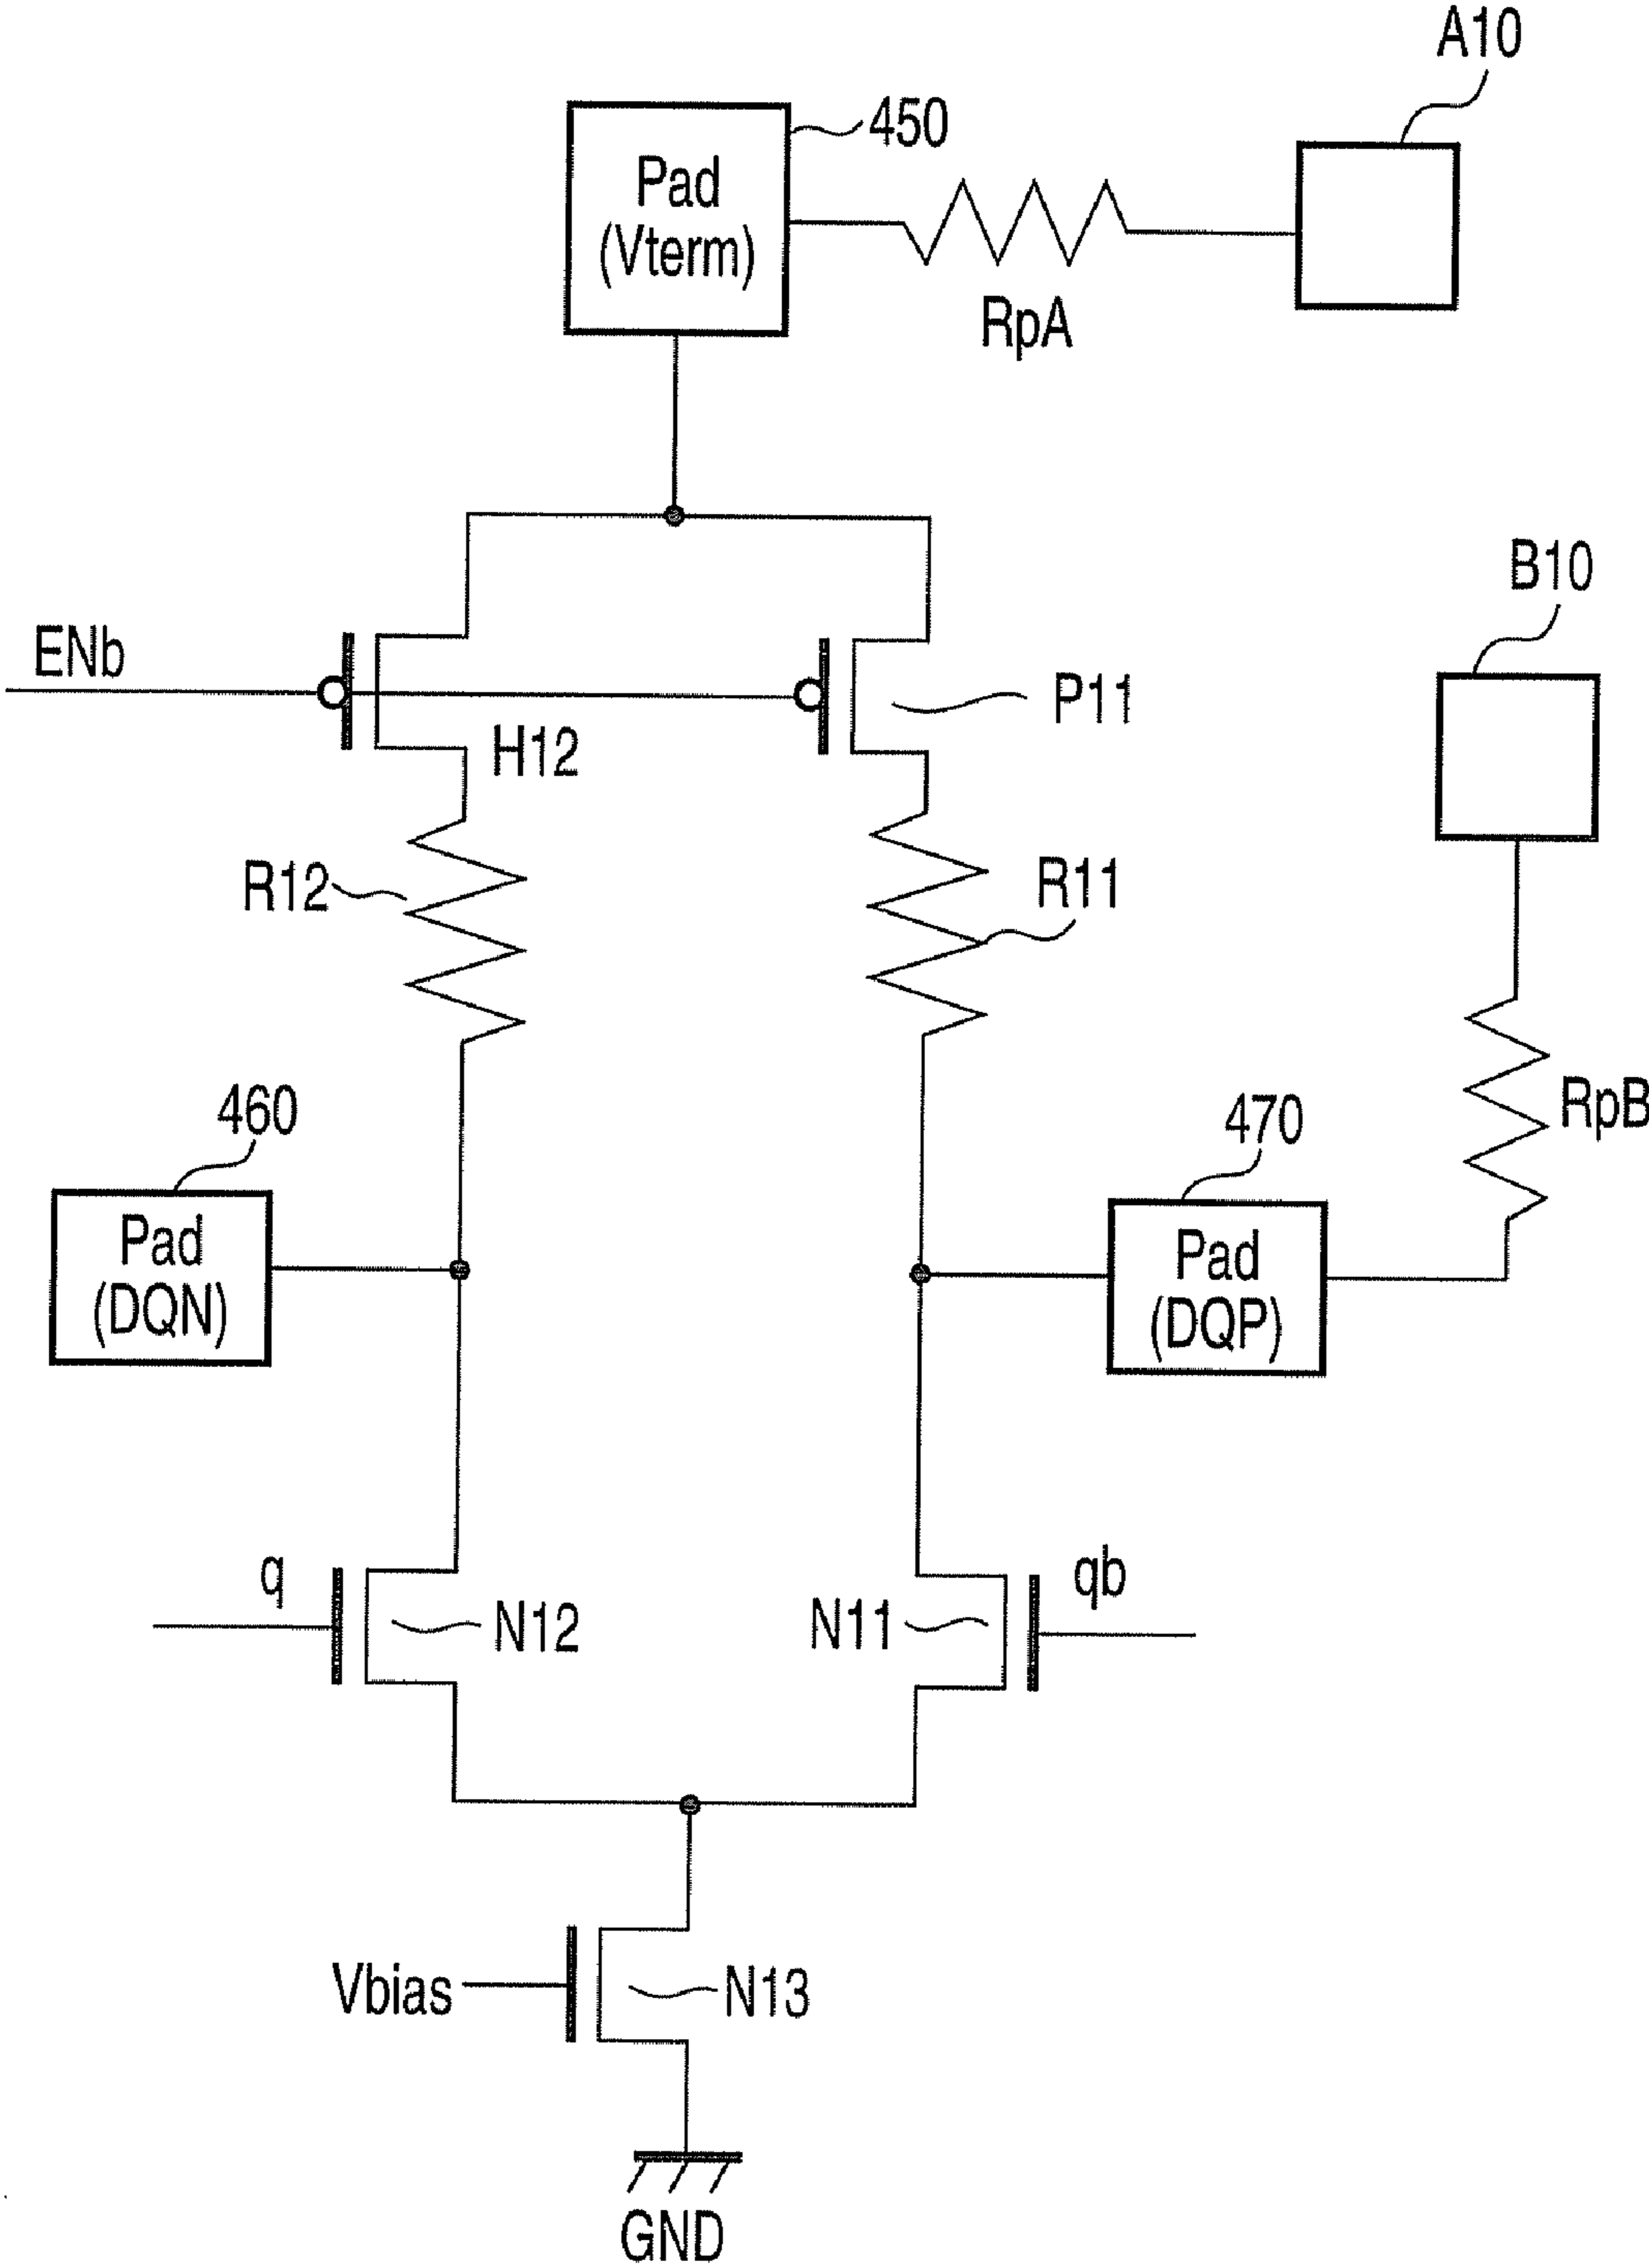 A10
450
Pad
(Vterm)
RpA
B10
ENb
P11
H12
R12
R11
RpB
460
470
Pad
(DQN)
Pad
(DQP)
q
qb
N12
N11
Vbias
N13
GND